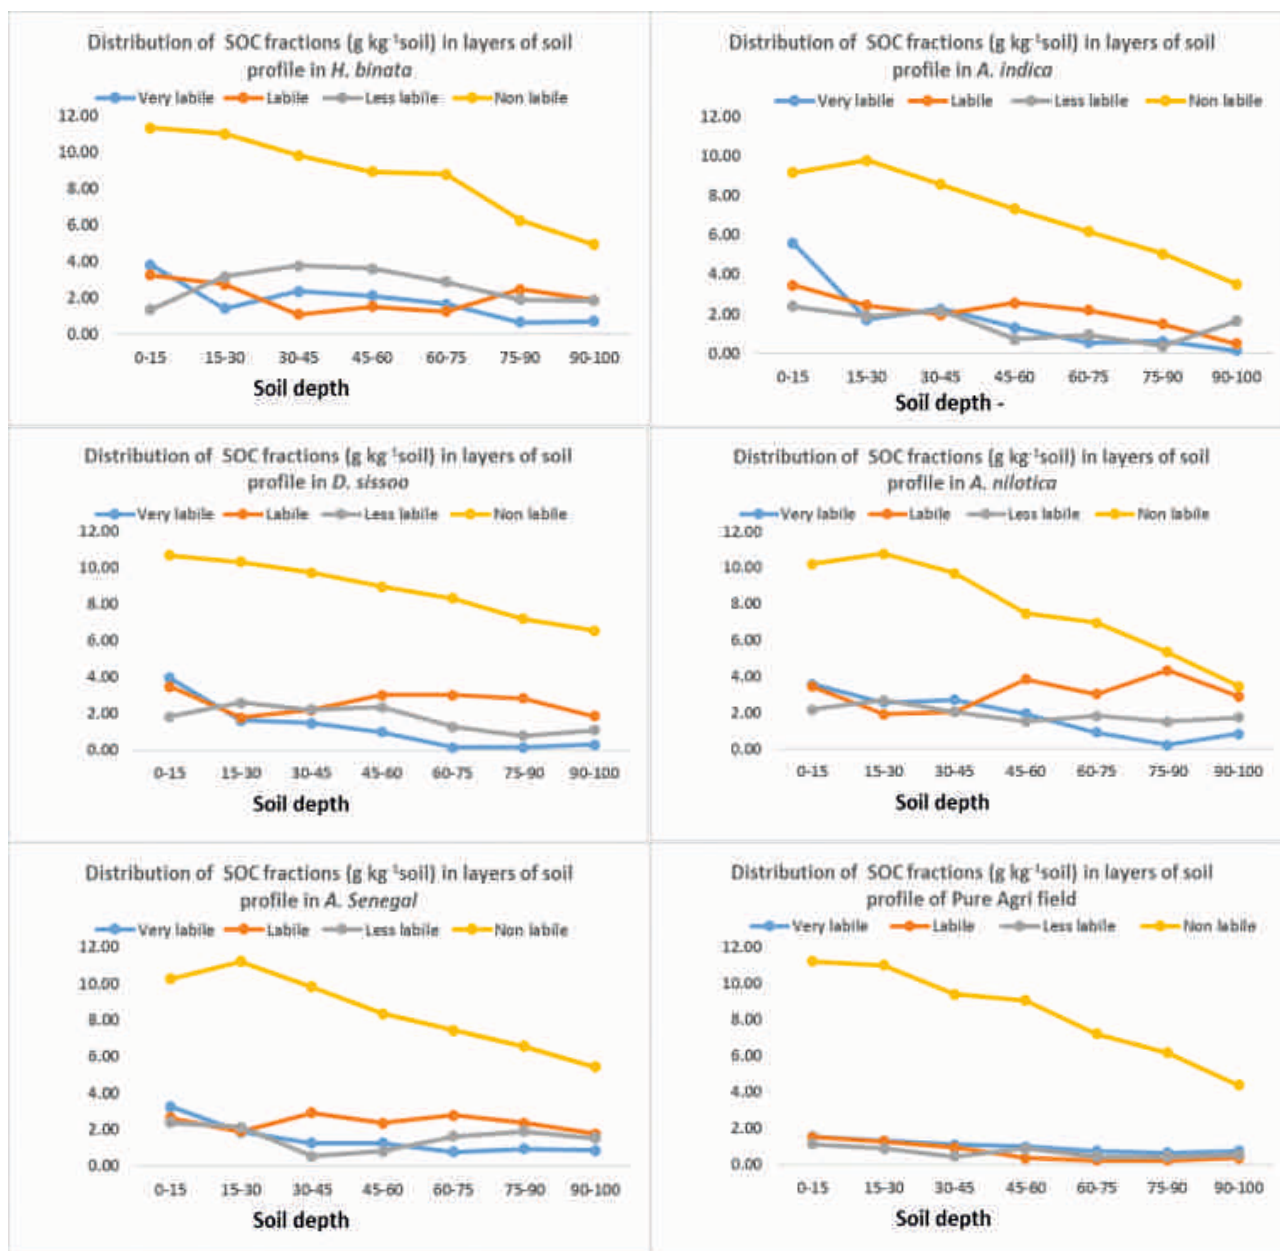 Distribution of SOC fractions (g kg⁻¹soil) in layers of soil
profile in H. binata
Very labile Labile Less labile Non labile
12.00
10.00
8.00
6.00
4.00
2.00
0.00
0-15 15-30 30-45 45-60 60-75 75-90 90-100
Soil depth
Distribution of SOC fractions (g kg⁻¹soil) in layers of soil
profile in A. indica
Very labile Labile Less labile Non labile
12.00
10.00
8.00
6.00
4.00
2.00
0.00
0-15 15-30 30-45 45-60 60-75 75-90 90-100
Soil depth -
Distribution of SOC fractions (g kg⁻¹soil) in layers of soil
profile in D. sissoo
Very labile Labile Less labile Non labile
12.00
10.00
8.00
6.00
4.00
2.00
0.00
0-15 15-30 30-45 45-60 60-75 75-90 90-100
Soil depth
Distribution of SOC fractions (g kg⁻¹soil) in layers of soil
profile in A. nilotica
Very labile Labile Less labile Non labile
12.00
10.00
8.00
6.00
4.00
2.00
0.00
0-15 15-30 30-45 45-60 60-75 75-90 90-100
Soil depth
Distribution of SOC fractions (g kg⁻¹soil) in layers of soil
profile in A. Senegal
Very labile Labile Less labile Non labile
12.00
10.00
8.00
6.00
4.00
2.00
0.00
0-15 15-30 30-45 45-60 60-75 75-90 90-100
Soil depth
Distribution of SOC fractions (g kg⁻¹soil) in layers of soil
profile of Pure Agri field
Very labile Labile Less labile Non labile
12.00
10.00
8.00
6.00
4.00
2.00
0.00
0-15 15-30 30-45 45-60 60-75 75-90 90-100
Soil depth